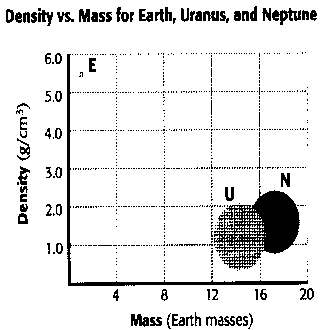 Density vs. Mass for Earth, Uranus, and Neptune
6.0
E
5.0
4.0
3.0
N
U
2.0
1.0
Density (g/cm³)
4 8 12 16 20
Mass (Earth masses)